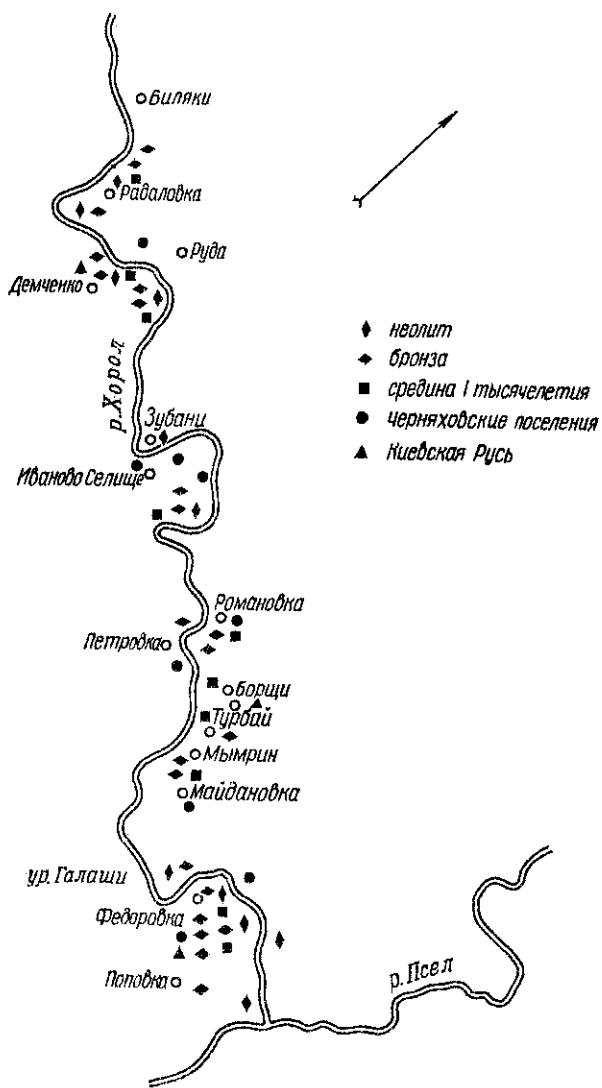 Биляки
Радаловка
Руда
Демченко
р. Хорол
Зубани
Иваново Селище
Романовка
Петровка
Борщи
Турбай
Мымрин
Майдановка
ур. Галаши
Федоровка
Поповка
р. Псел
неолит
бронза
средина I тысячелетия
черняховские поселения
Киевская Русь